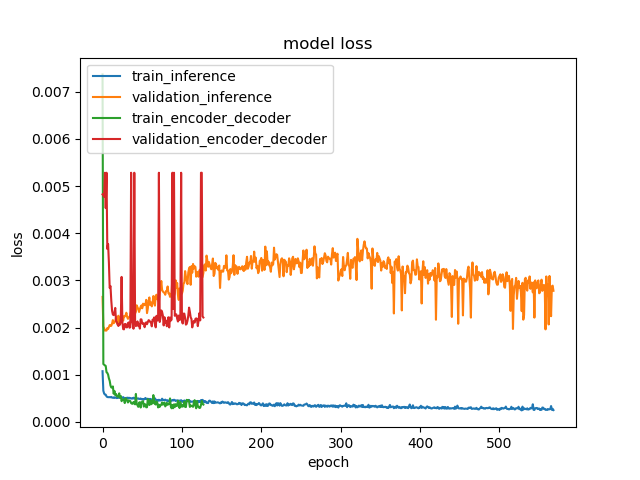 model loss
train_inference
validation_inference
train_encoder_decoder
validation_encoder_decoder
0.007
0.006
0.005
0.004
0.003
0.002
0.001
0.000
loss
0 100 200 300 400 500
epoch